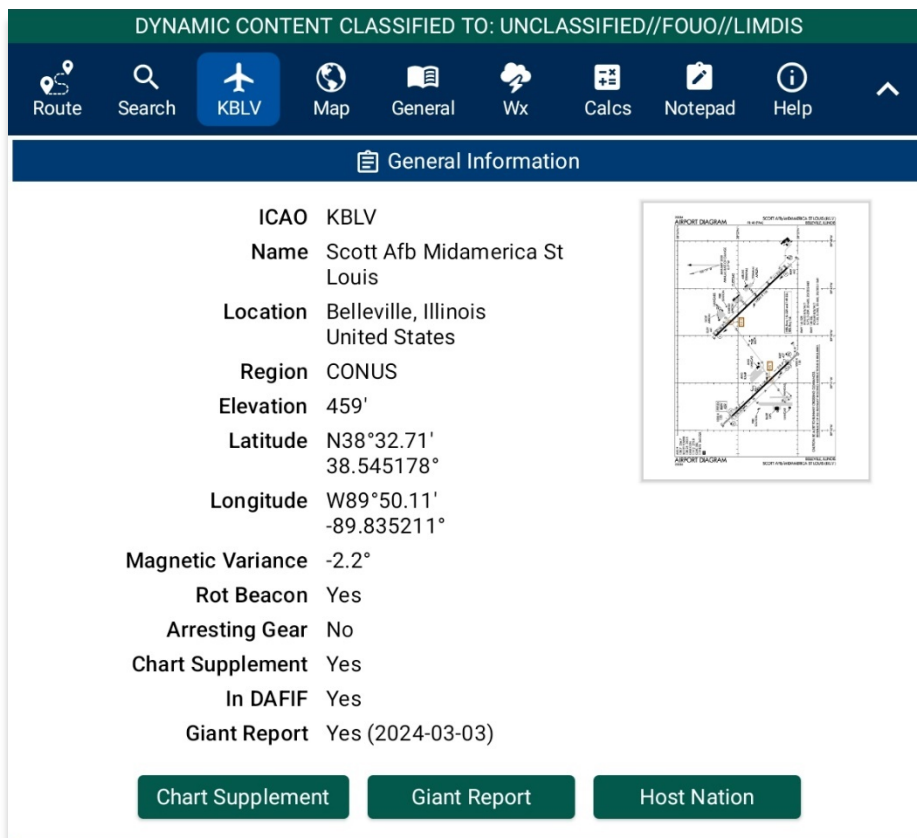 DYNAMIC CONTENT CLASSIFIED TO: UNCLASSIFIED//FOUO//LIMDIS
Route Search KBLV Map General Wx Calcs Notepad Help
General Information
ICAO KBLV
Name Scott Afb Midamerica St
Louis
Location Belleville, Illinois
United States
Region CONUS
Elevation 459'
Latitude N38°32.71'
38.545178°
Longitude W89°50.11'
-89.835211°
Magnetic Variance -2.2°
Rot Beacon Yes
Arresting Gear No
Chart Supplement Yes
In DAFIF Yes
Giant Report Yes (2024-03-03)
AIRPORT DIAGRAM
AIRPORT DIAGRAM
Chart Supplement Giant Report Host Nation